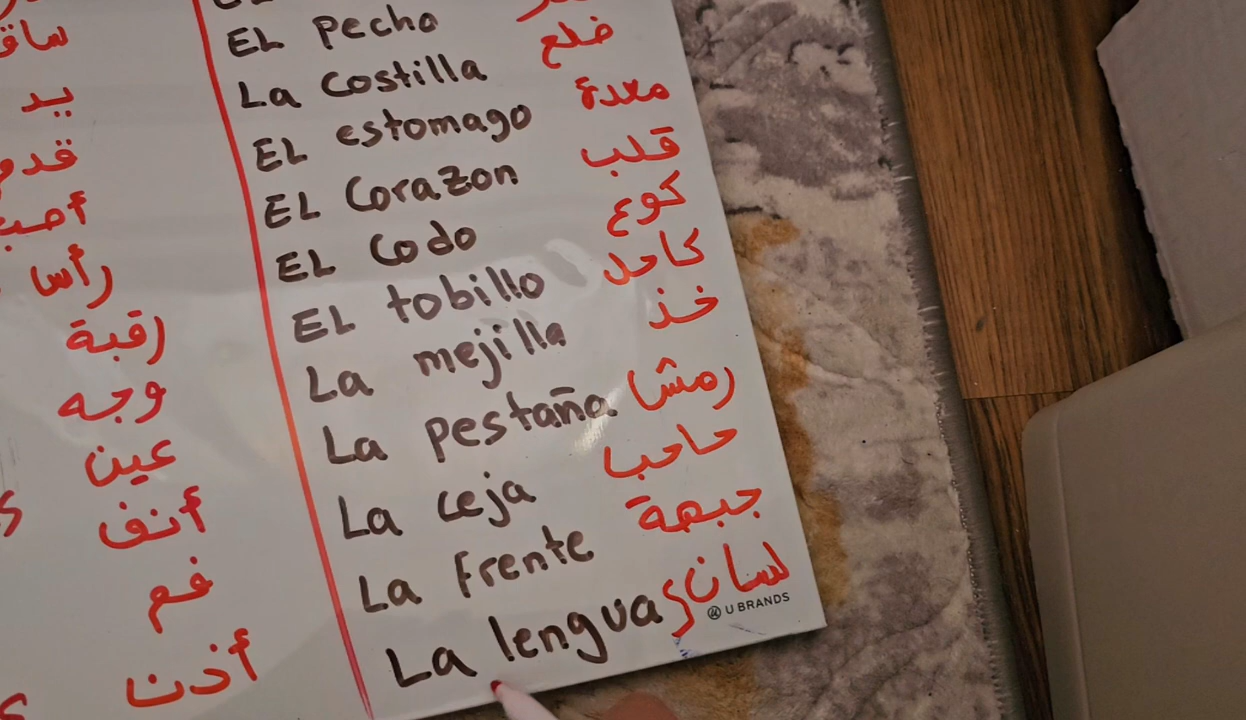 EL pecho
La costilla ضلع
EL estomago معدة
EL corazon قلب
EL codo كوع
EL tobillo كاحل
La mejilla خذ
La pestaña رمش
La ceja حاجب
La frente جبهة
La lengua لسان
U BRANDS
ساق
يد
قدم
رأس
رقبة
وجه
عين
أنف
فم
أذن